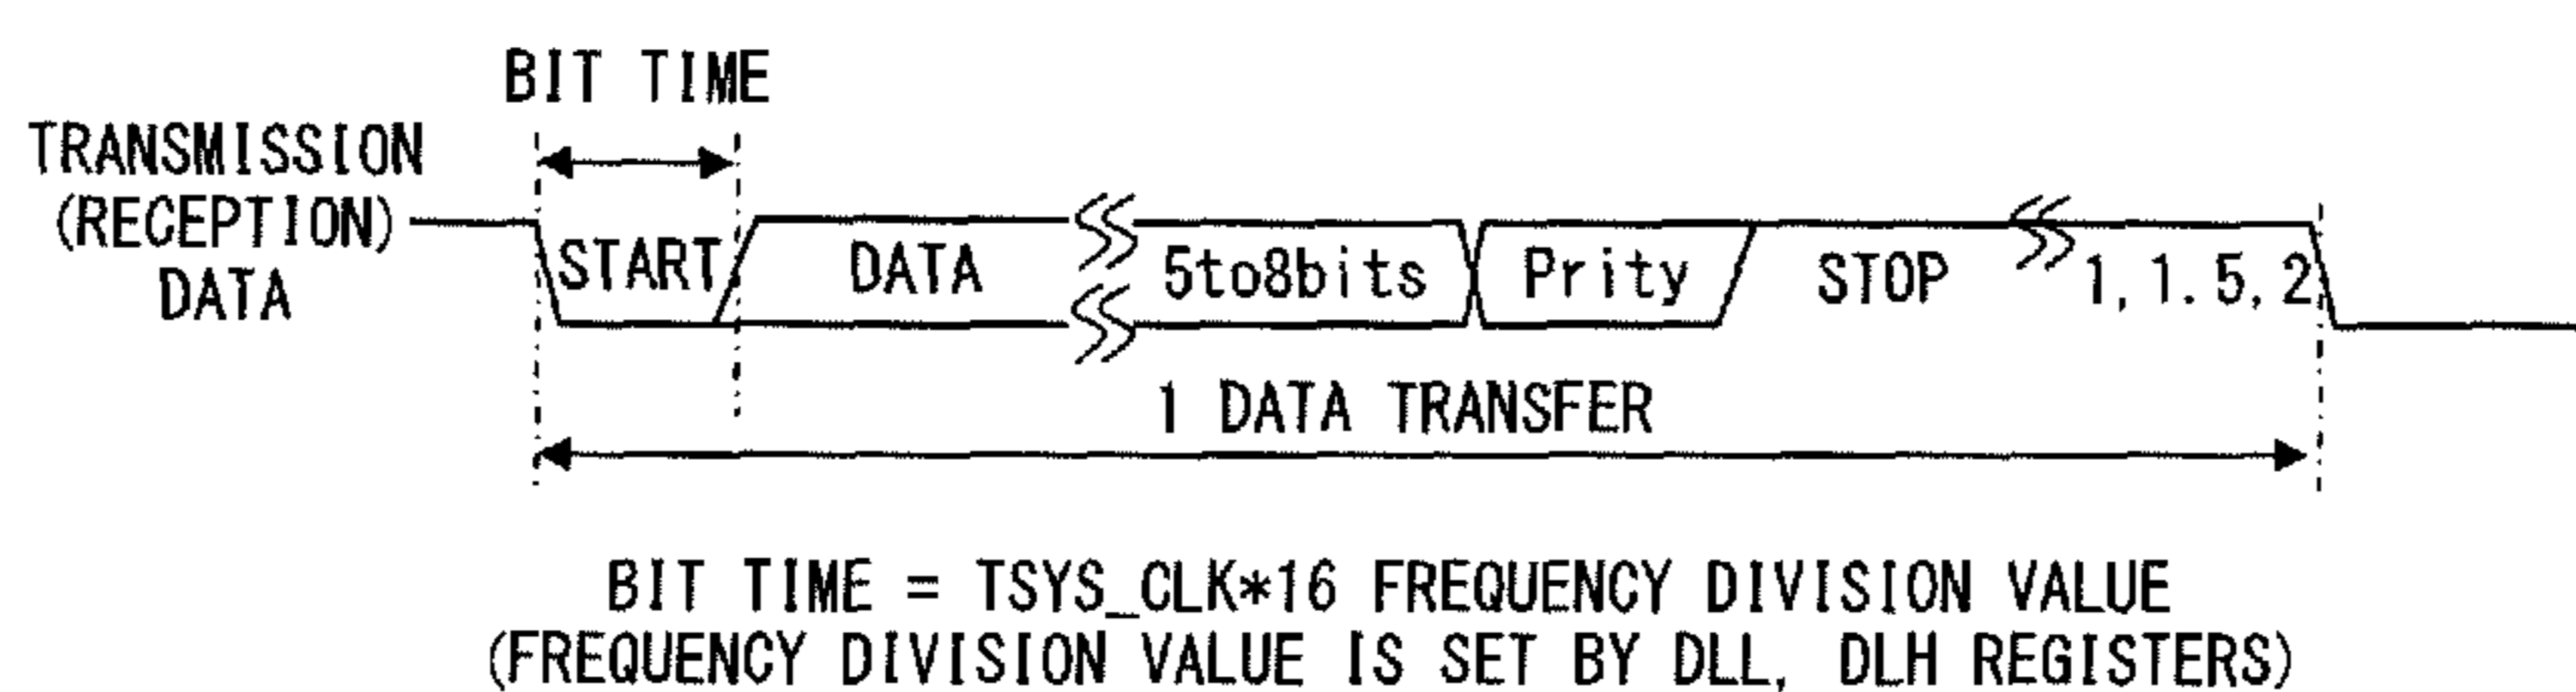 BIT TIME
TRANSMISSION
(RECEPTION)
DATA
START
DATA
5to8bits
Prity
STOP
1, 1.5, 2
1 DATA TRANSFER
BIT TIME = TSYS_CLK*16 FREQUENCY DIVISION VALUE
(FREQUENCY DIVISION VALUE IS SET BY DLL, DLH REGISTERS)